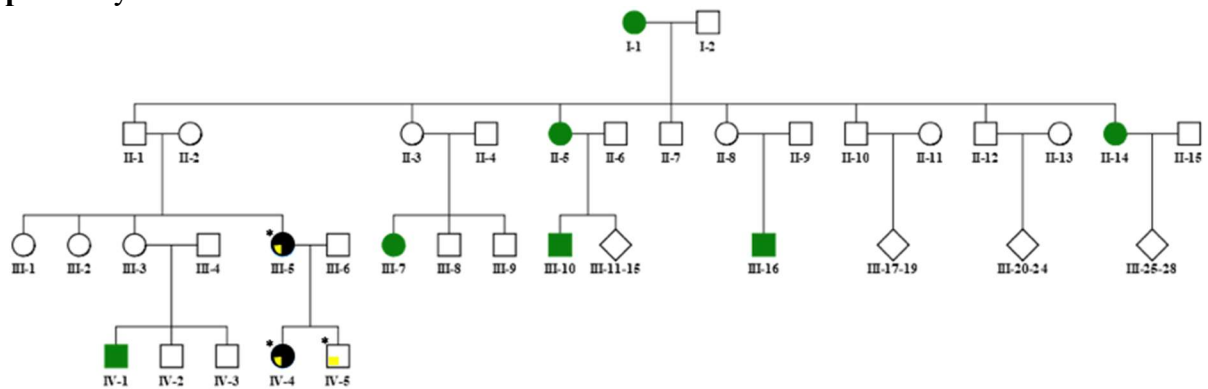 I-1 I-2
II-1 II-2 II-3 II-4 II-5 II-6 II-7 II-8 II-9 II-10 II-11 II-12 II-13 II-14 II-15
* III-1 III-2 III-3 III-4 III-5 III-6 III-7 III-8 III-9 III-10 III-11-15 III-16 III-17-19 III-20-24 III-25-28
* *
IV-1 IV-2 IV-3 IV-4 IV-5